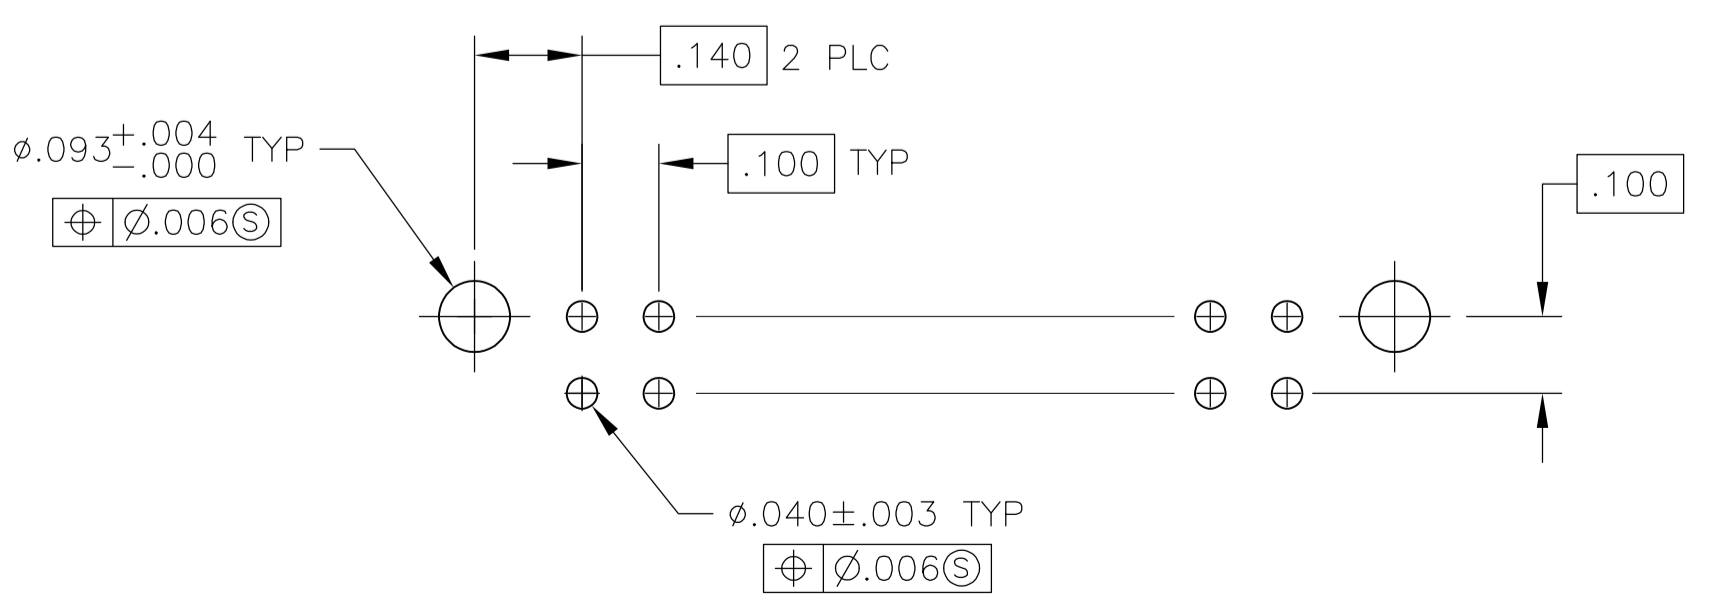 .140 2 PLC
⌀.093 +.004 -.000 TYP
.100 TYP
.100
⌖ ⌀.006Ⓢ
⌀.040±.003 TYP
⌖ ⌀.006Ⓢ